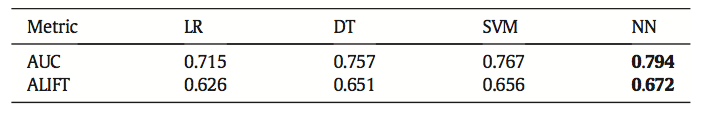 Metric LR DT SVM NN
AUC 0.715 0.757 0.767 0.794
ALIFT 0.626 0.651 0.656 0.672